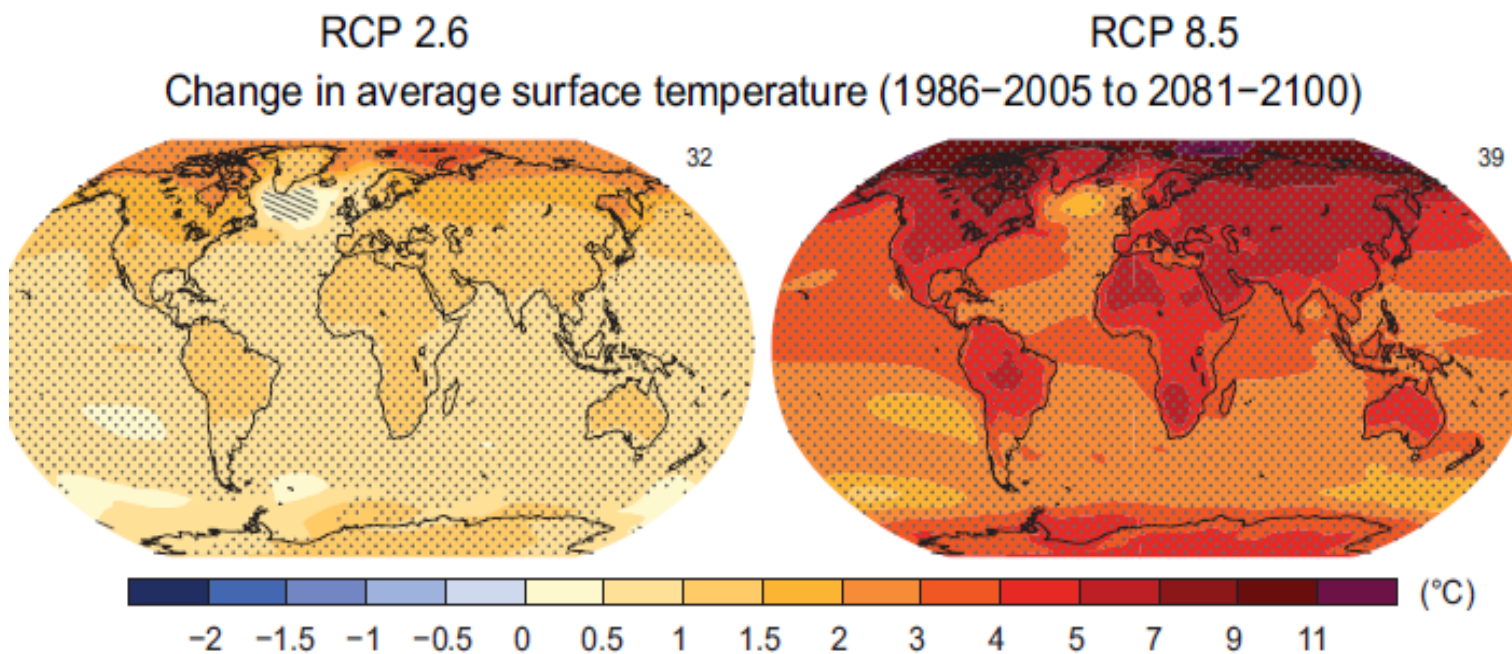 RCP 2.6 RCP 8.5
Change in average surface temperature (1986−2005 to 2081−2100)
32 39
(°C)
−2 −1.5 −1 −0.5 0 0.5 1 1.5 2 3 4 5 7 9 11